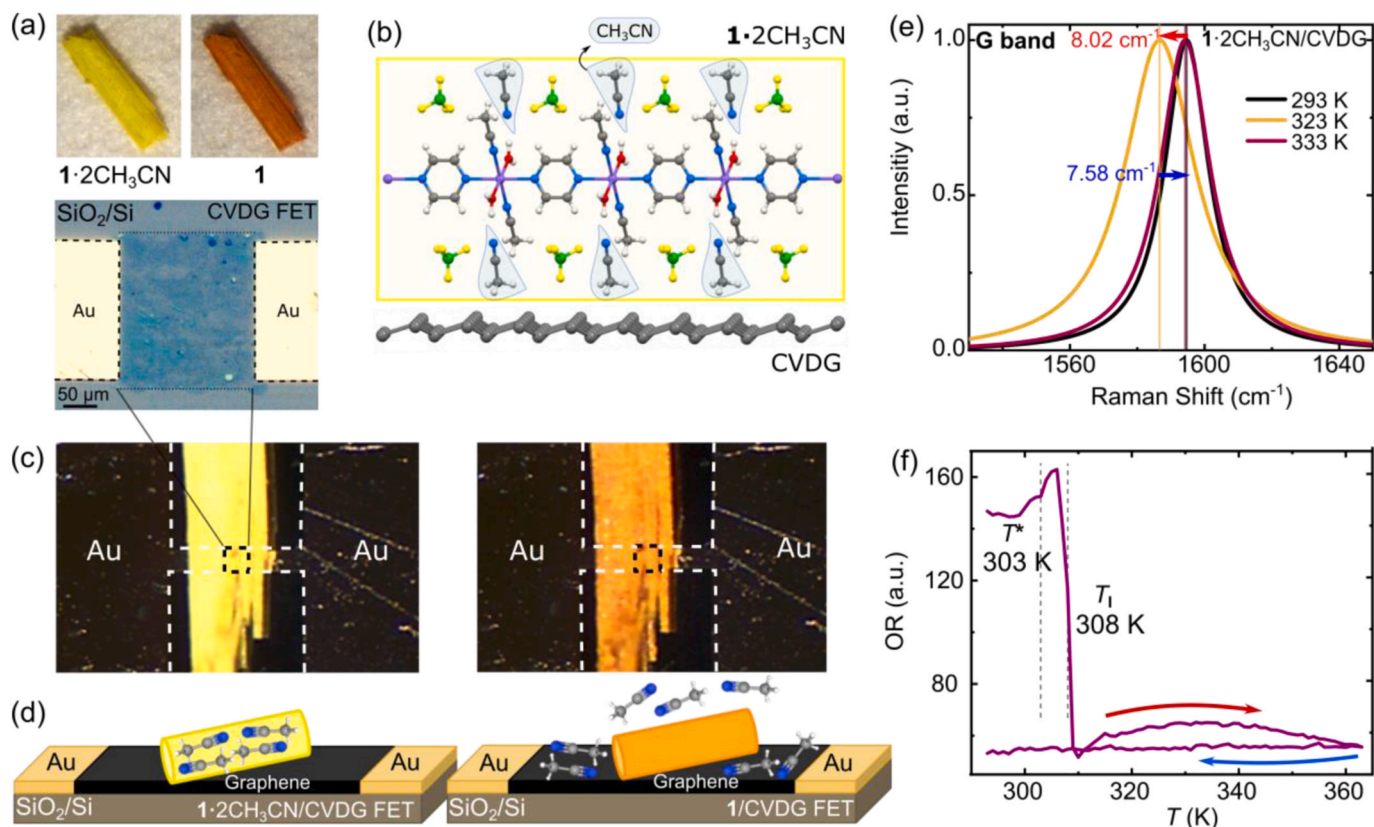 (a)
1·2CH₃CN
1
SiO₂/Si
CVDG FET
Au
Au
50 µm
(b)
CH₃CN
1·2CH₃CN
CVDG
(c)
Au
Au
Au
Au
(d)
Au
Au
Graphene
SiO₂/Si
1·2CH₃CN/CVDG FET
Au
Au
Graphene
SiO₂/Si
1/CVDG FET
(e)
G band
8.02 cm⁻¹
1·2CH₃CN/CVDG
293 K
323 K
333 K
7.58 cm⁻¹
1.0
0.5
0.0
Intensitiy (a.u.)
1560
1600
1640
Raman Shift (cm⁻¹)
(f)
160
120
80
OR (a.u.)
T*
303 K
T₁
308 K
300
320
340
360
T (K)